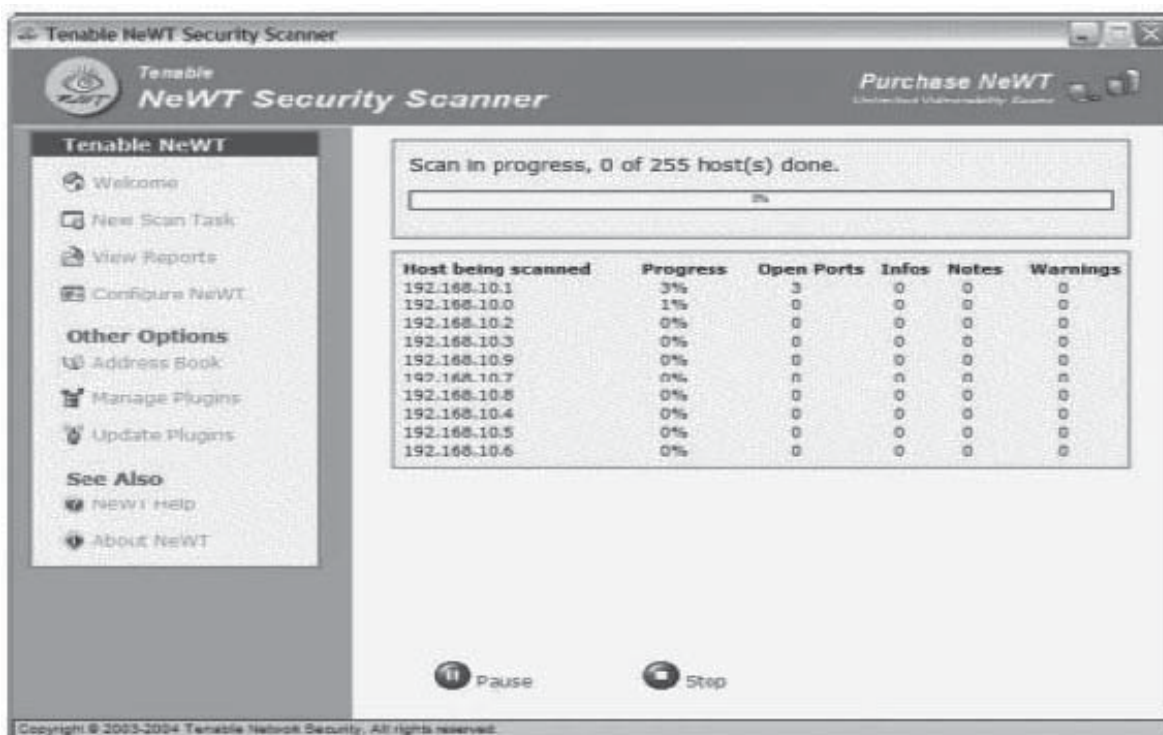 Tenable NeWT Security Scanner
Tenable
NeWT Security Scanner
Purchase NeWT
Unlimited Vulnerability Scans
Tenable NeWT
Welcome
New Scan Task
View Reports
Configure NeWT
Other Options
Address Book
Manage Plugins
Update Plugins
See Also
NeWT Help
About NeWT
Scan in progress, 0 of 255 host(s) done.
0%
Host being scanned Progress Open Ports Infos Notes Warnings
192.168.10.1 3% 3 0 0 0
192.168.10.0 1% 0 0 0 0
192.168.10.2 0% 0 0 0 0
192.168.10.3 0% 0 0 0 0
192.168.10.9 0% 0 0 0 0
192.168.10.7 0% 0 0 0 0
192.168.10.8 0% 0 0 0 0
192.168.10.4 0% 0 0 0 0
192.168.10.5 0% 0 0 0 0
192.168.10.6 0% 0 0 0 0
Pause
Stop
Copyright © 2003-2004 Tenable Network Security, All rights reserved.